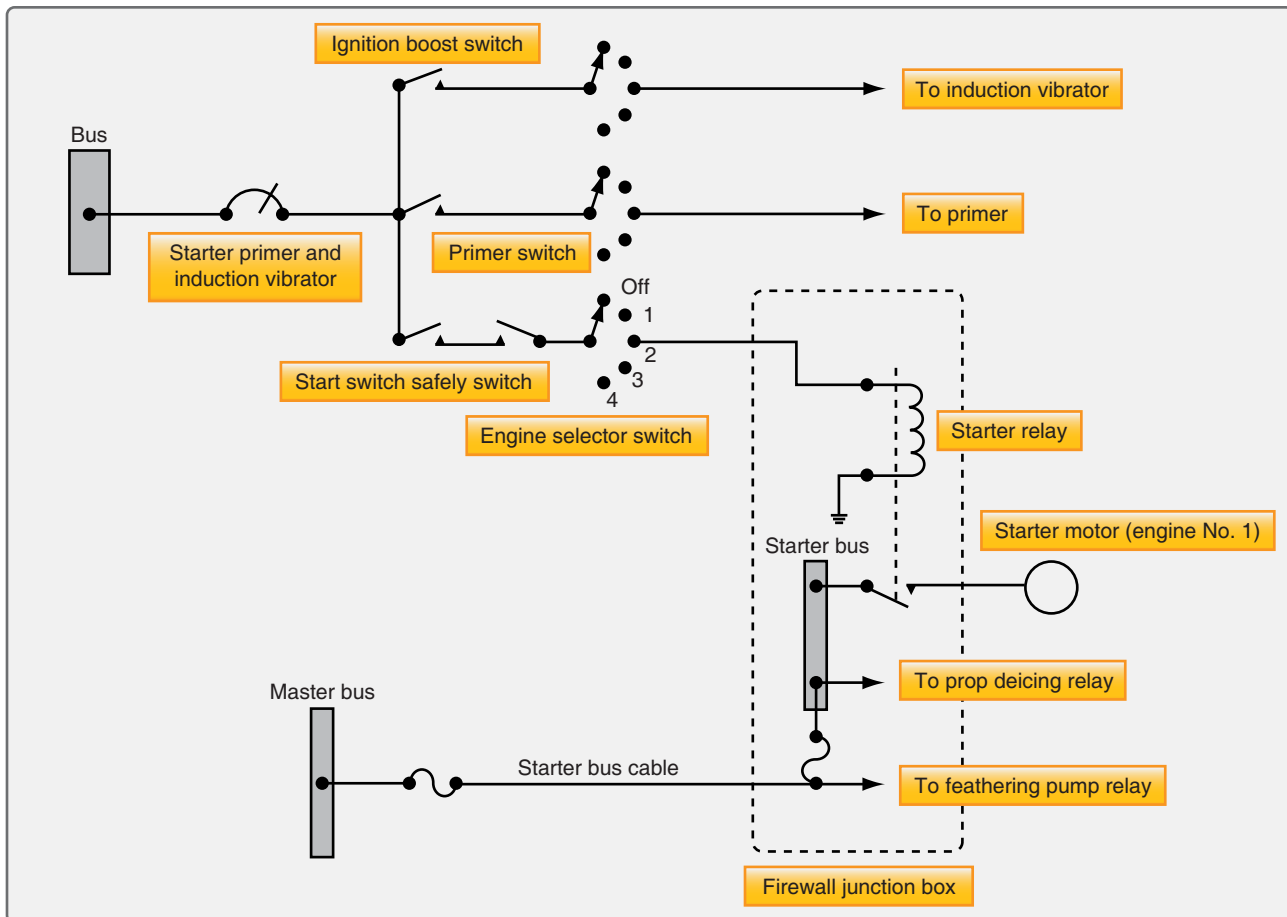 Ignition boost switch
To induction vibrator
Bus
Starter primer and
induction vibrator
Primer switch
To primer
Off
1
2
3
4
Start switch safely switch
Engine selector switch
Starter relay
Starter motor (engine No. 1)
Starter bus
To prop deicing relay
Master bus
Starter bus cable
To feathering pump relay
Firewall junction box